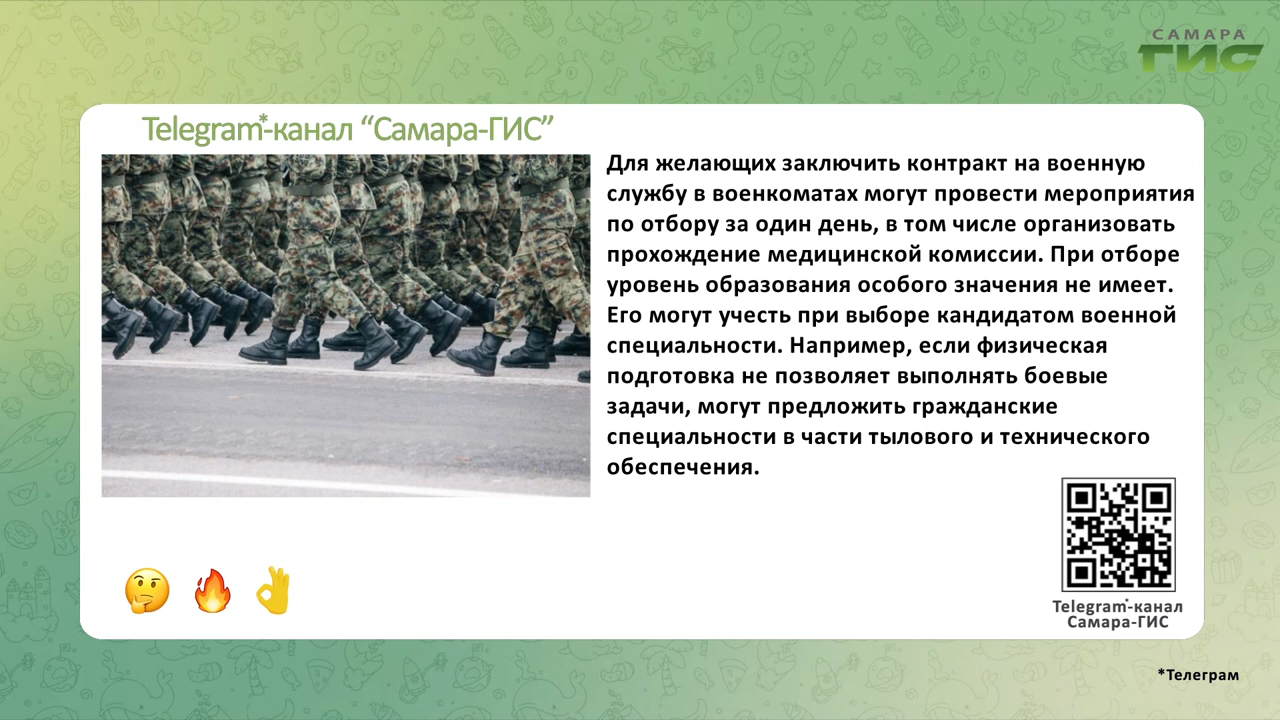 САМАРА
ГИС
Telegram*-канал “Самара-ГИС”
Для желающих заключить контракт на военную
службу в военкоматах могут провести мероприятия
по отбору за один день, в том числе организовать
прохождение медицинской комиссии. При отборе
уровень образования особого значения не имеет.
Его могут учесть при выборе кандидатом военной
специальности. Например, если физическая
подготовка не позволяет выполнять боевые
задачи, могут предложить гражданские
специальности в части тылового и технического
обеспечения.
Telegram*-канал
Самара-ГИС
*Телеграм